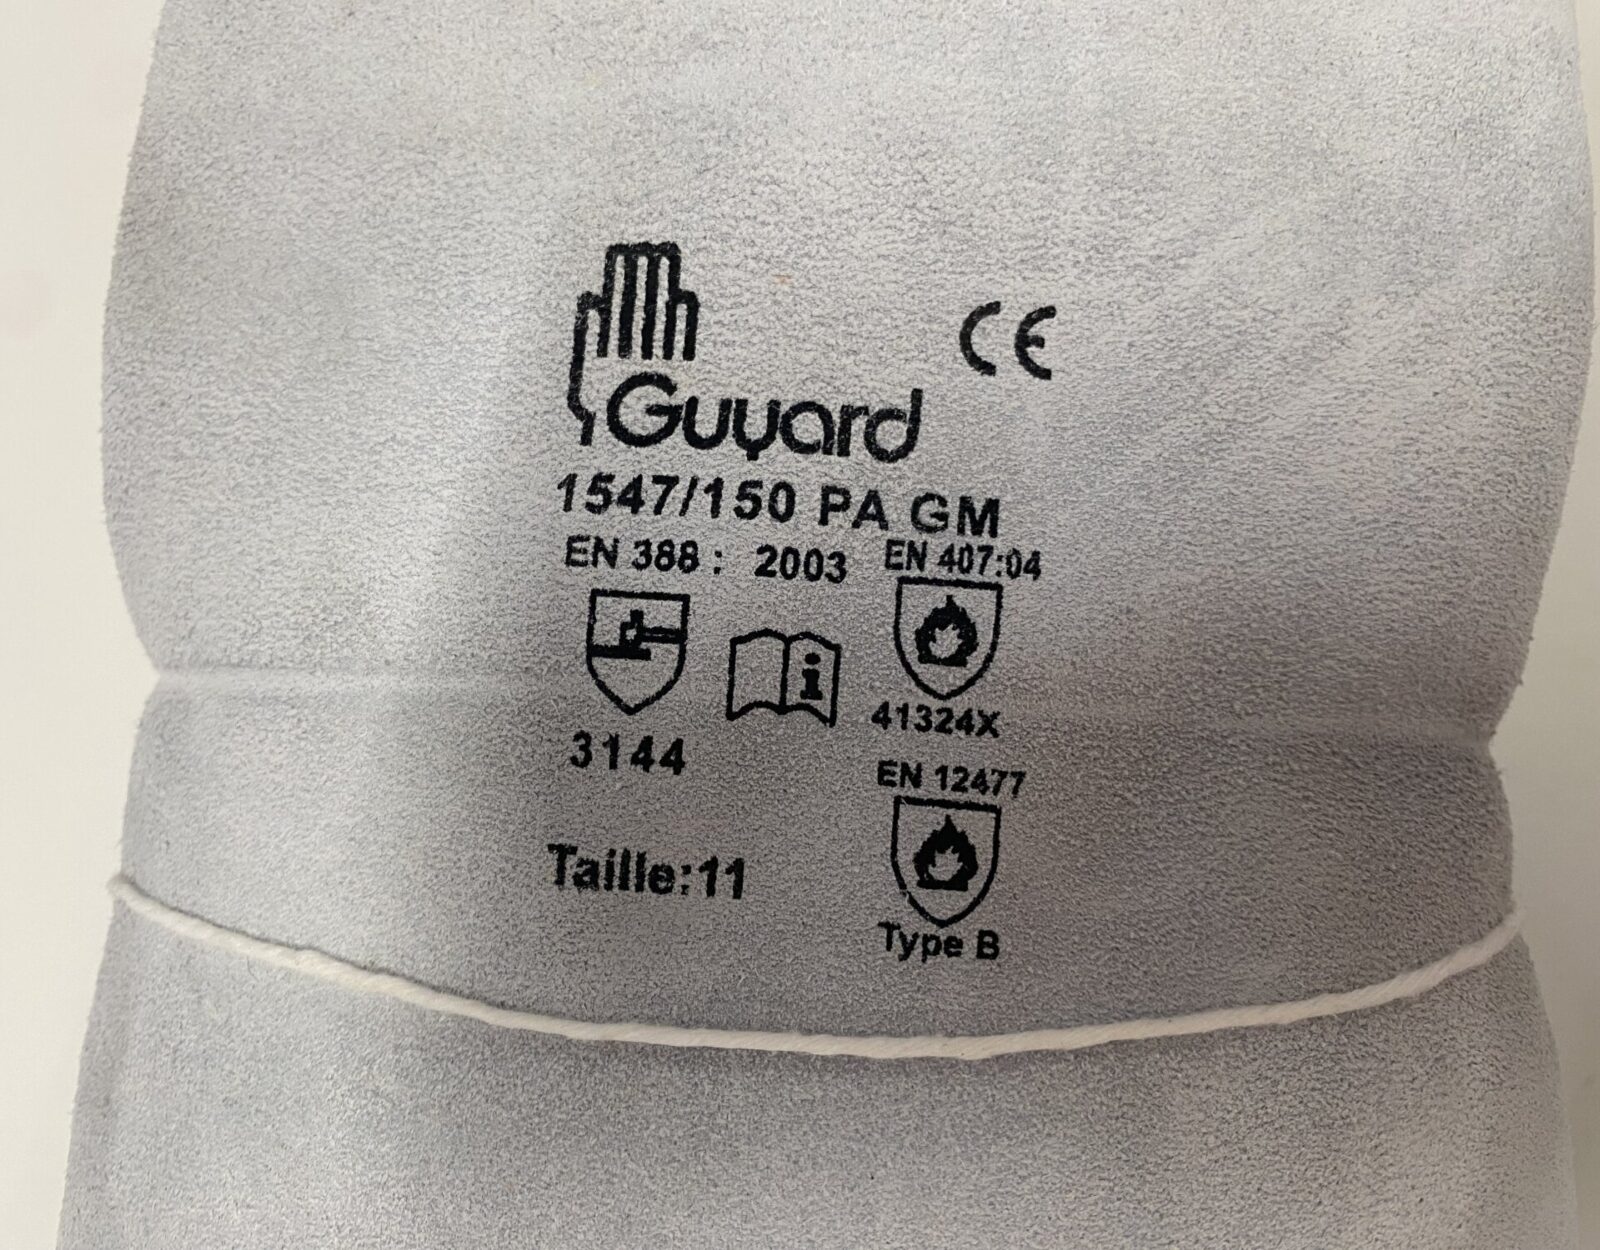 CE
Guyard
1547/150 PA GM
EN 388 : 2003 EN 407:04
i
3144
41324X
EN 12477
Taille:11
Type B